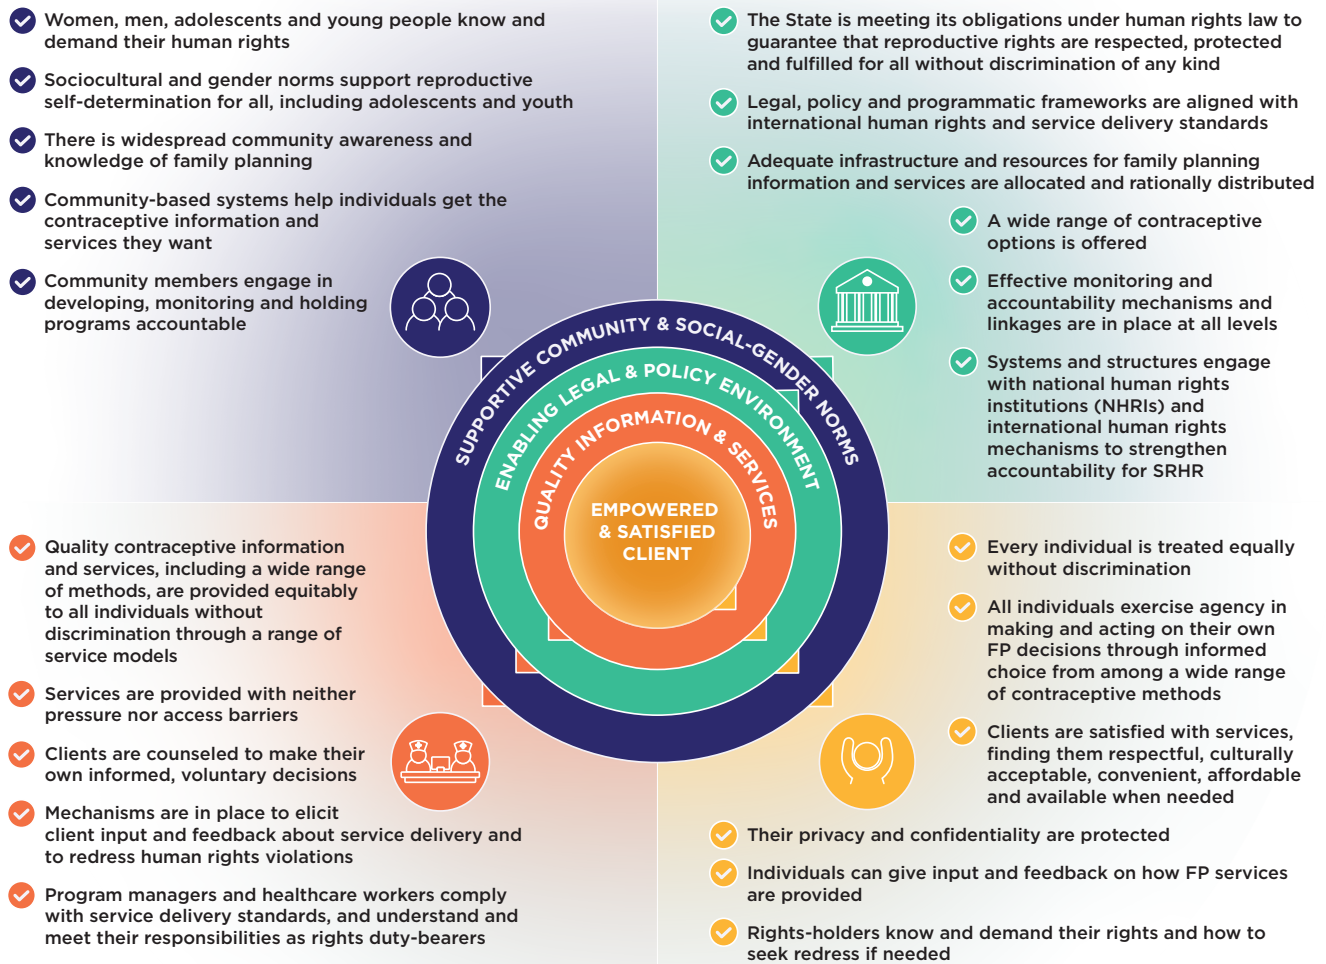 Women, men, adolescents and young people know and
demand their human rights
Sociocultural and gender norms support reproductive
self-determination for all, including adolescents and youth
There is widespread community awareness and
knowledge of family planning
Community-based systems help individuals get the
contraceptive information and
services they want
Community members engage in
developing, monitoring and holding
programs accountable
The State is meeting its obligations under human rights law to
guarantee that reproductive rights are respected, protected
and fulfilled for all without discrimination of any kind
Legal, policy and programmatic frameworks are aligned with
international human rights and service delivery standards
Adequate infrastructure and resources for family planning
information and services are allocated and rationally distributed
A wide range of contraceptive
options is offered
Effective monitoring and
accountability mechanisms and
linkages are in place at all levels
Systems and structures engage
with national human rights
institutions (NHRIs) and
international human rights
mechanisms to strengthen
accountability for SRHR
SUPPORTIVE COMMUNITY & SOCIAL-GENDER NORMS
ENABLING LEGAL & POLICY ENVIRONMENT
QUALITY INFORMATION & SERVICES
EMPOWERED
& SATISFIED
CLIENT
Quality contraceptive information
and services, including a wide range
of methods, are provided equitably
to all individuals without
discrimination through a range of
service models
Services are provided with neither
pressure nor access barriers
Clients are counseled to make their
own informed, voluntary decisions
Mechanisms are in place to elicit
client input and feedback about service delivery and
to redress human rights violations
Program managers and healthcare workers comply
with service delivery standards, and understand and
meet their responsibilities as rights duty-bearers
Every individual is treated equally
without discrimination
All individuals exercise agency in
making and acting on their own
FP decisions through informed
choice from among a wide range
of contraceptive methods
Clients are satisfied with services,
finding them respectful, culturally
acceptable, convenient, affordable
and available when needed
Their privacy and confidentiality are protected
Individuals can give input and feedback on how FP services
are provided
Rights-holders know and demand their rights and how to
seek redress if needed